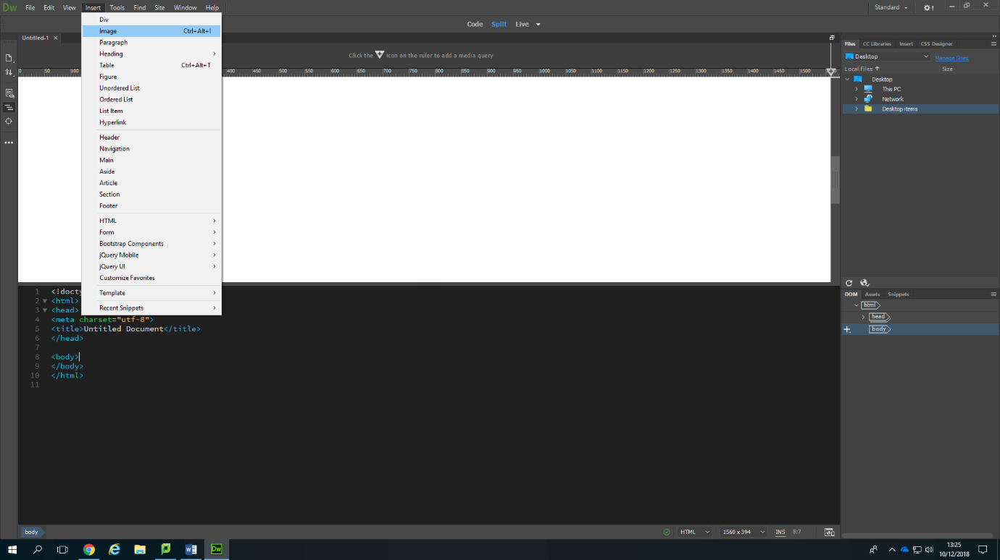 Dw File Edit View Insert Tools Find Site Window Help Standard
Code Split Live
Untitled-1
Click the icon on the ruler to add a media query
0 50 100 400 450 500 550 600 650 700 750 800 850 900 950 1000 1050 1100 1150 1200 1250 1300 1350 1400 1450 1500
Div
Image Ctrl+Alt+I
Paragraph
Heading
Table Ctrl+Alt+T
Figure
Unordered List
Ordered List
List Item
Hyperlink
Header
Navigation
Main
Aside
Article
Section
Footer
HTML
Form
Bootstrap Components
jQuery Mobile
jQuery UI
Customize Favorites
Template
Recent Snippets
1 <!docty
2 <html>
3 <head>
4 <meta charset="utf-8">
5 <title>Untitled Document</title>
6 </head>
7
8 <body>
9 </body>
10 </html>
11
Files CC Libraries Insert CSS Designer
Desktop Manage Sites
Local Files Size
Desktop
This PC
Network
Desktop items
DOM Assets Snippets
html
head
body
body HTML 1560 x 394 INS 8:7
Dw
13:25
10/12/2018